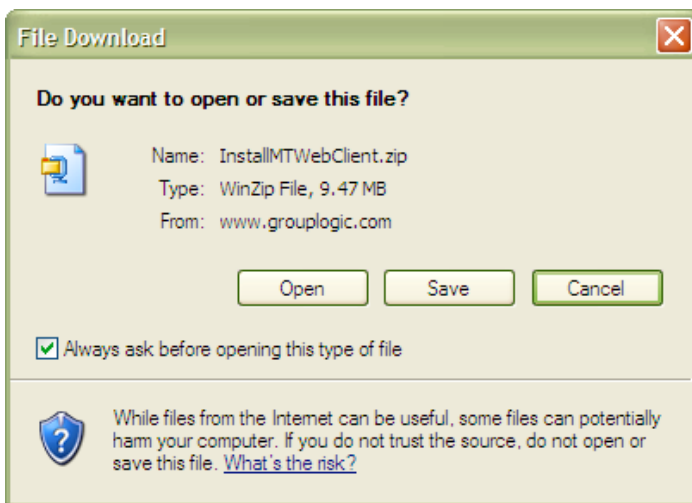 File Download
Do you want to open or save this file?
Name: InstallMTWebClient.zip
Type: WinZip File, 9.47 MB
From: www.grouplogic.com
Open Save Cancel
Always ask before opening this type of file
While files from the Internet can be useful, some files can potentially
harm your computer. If you do not trust the source, do not open or
save this file. What's the risk?